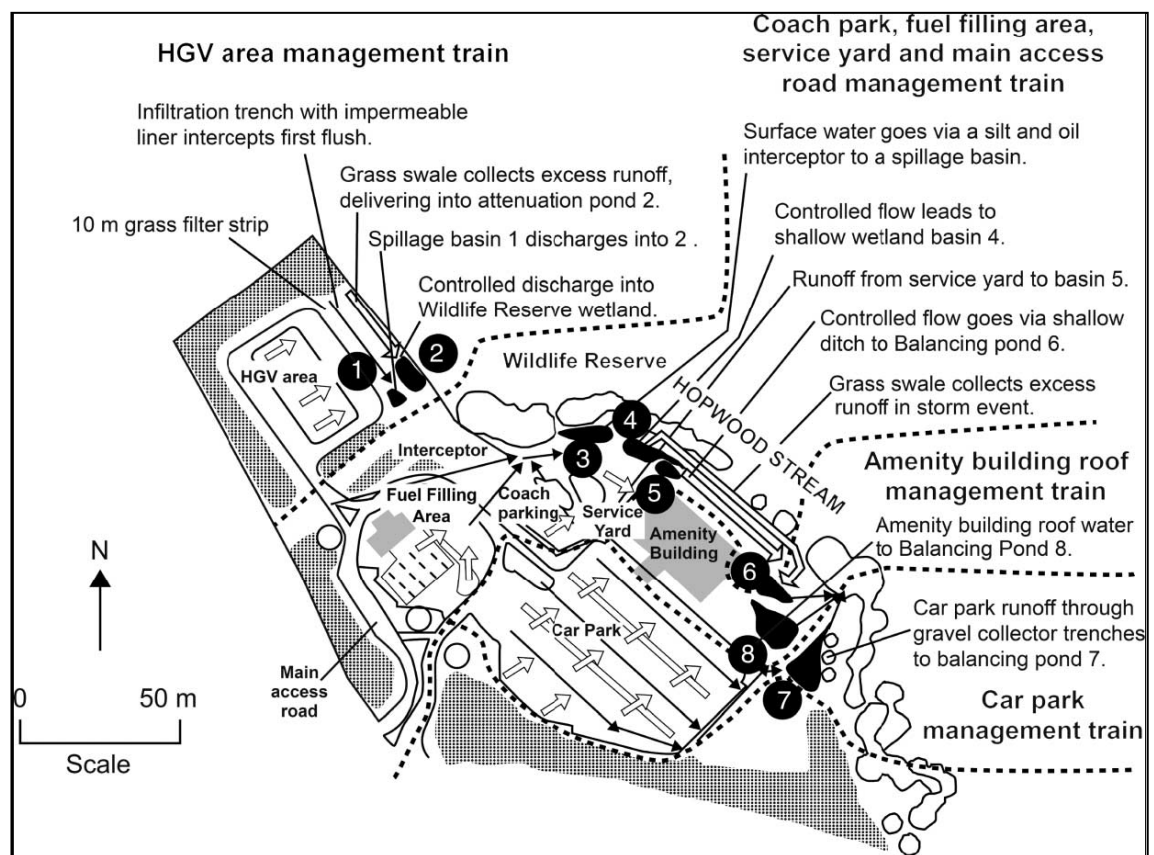 HGV area management train
Coach park, fuel filling area,
service yard and main access
road management train
Infiltration trench with impermeable
liner intercepts first flush.
Grass swale collects excess runoff,
delivering into attenuation pond 2.
10 m grass filter strip
Spillage basin 1 discharges into 2 .
Controlled discharge into
Wildlife Reserve wetland.
Surface water goes via a silt and oil
interceptor to a spillage basin.
Controlled flow leads to
shallow wetland basin 4.
Runoff from service yard to basin 5.
Controlled flow goes via shallow
ditch to Balancing pond 6.
Grass swale collects excess
runoff in storm event.
HGV area
1
2
Wildlife Reserve
HOPWOOD STREAM
4
3
Interceptor
5
Fuel Filling
Area
Coach
parking
Service
Yard
Amenity
Building
Amenity building roof
management train
Amenity building roof water
to Balancing Pond 8.
6
N
Car Park
8
7
Car park runoff through
gravel collector trenches
to balancing pond 7.
Car park
management train
Main
access
road
0 50 m
Scale